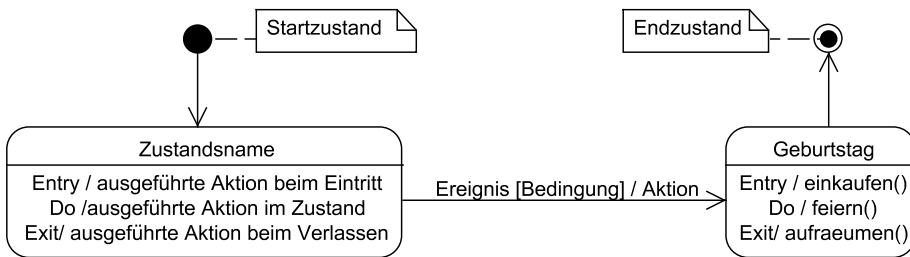 Startzustand
Endzustand
Zustandsname
Entry / ausgeführte Aktion beim Eintritt
Do /ausgeführte Aktion im Zustand
Exit/ ausgeführte Aktion beim Verlassen
Ereignis [Bedingung] / Aktion
Geburtstag
Entry / einkaufen()
Do / feiern()
Exit/ aufraeumen()